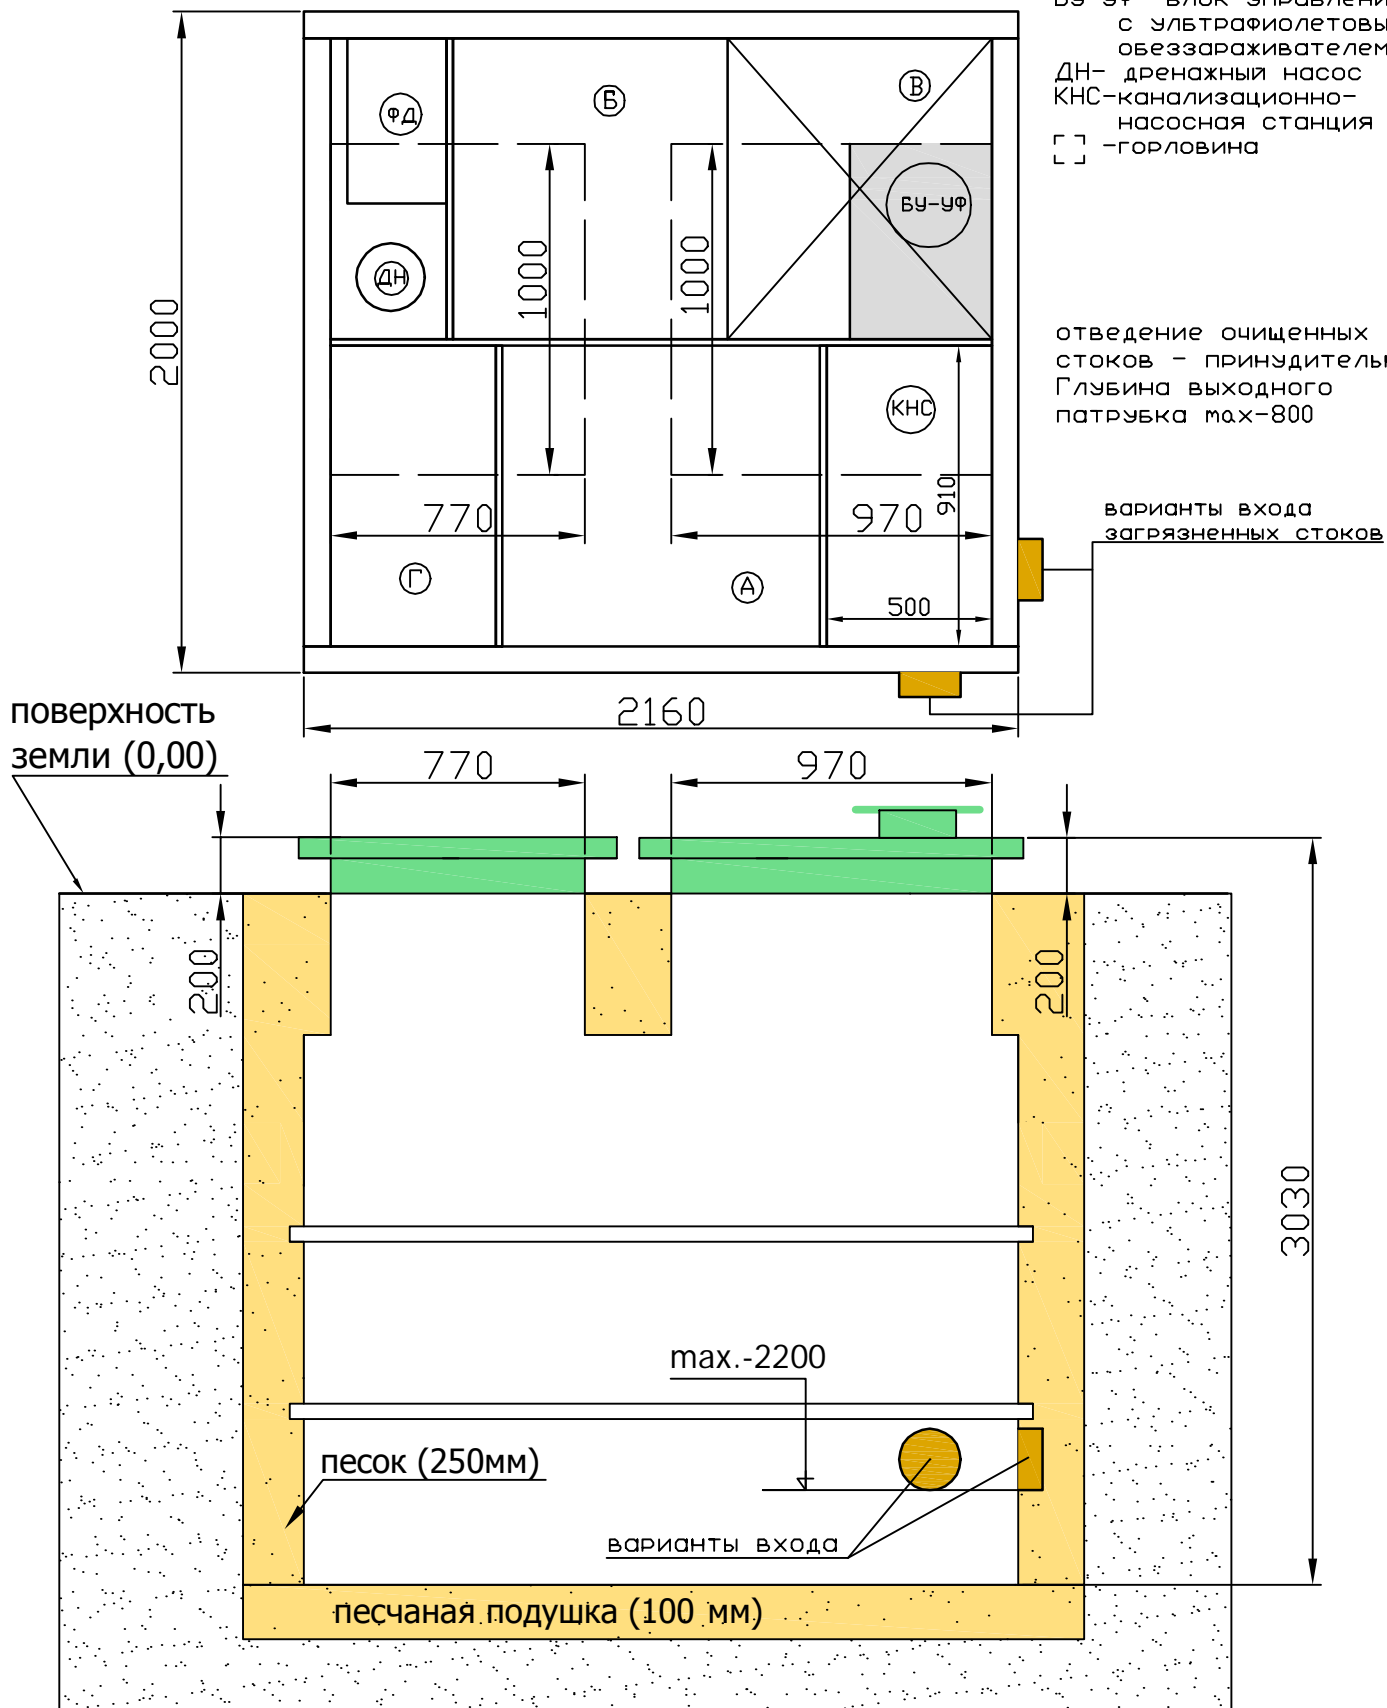 с улбтрафиолетовы
обеззараживателем
ДН- дренажный насос
КНС-канализационно-
насосная станция
-горловина
ФД
Б
В
БУ-УФ
ДН
1000
1000
2000
отведение очищенных
стоков - принудительн
Глубина выходного
патрубка max-800
КНС
910
770
970
варианты входа
загрязненных стоков
Г
А
500
2160
поверхность
земли (0,00)
770
970
200
200
3030
max.-2200
песок (250мм)
варианты входа
песчаная подушка (100 мм)